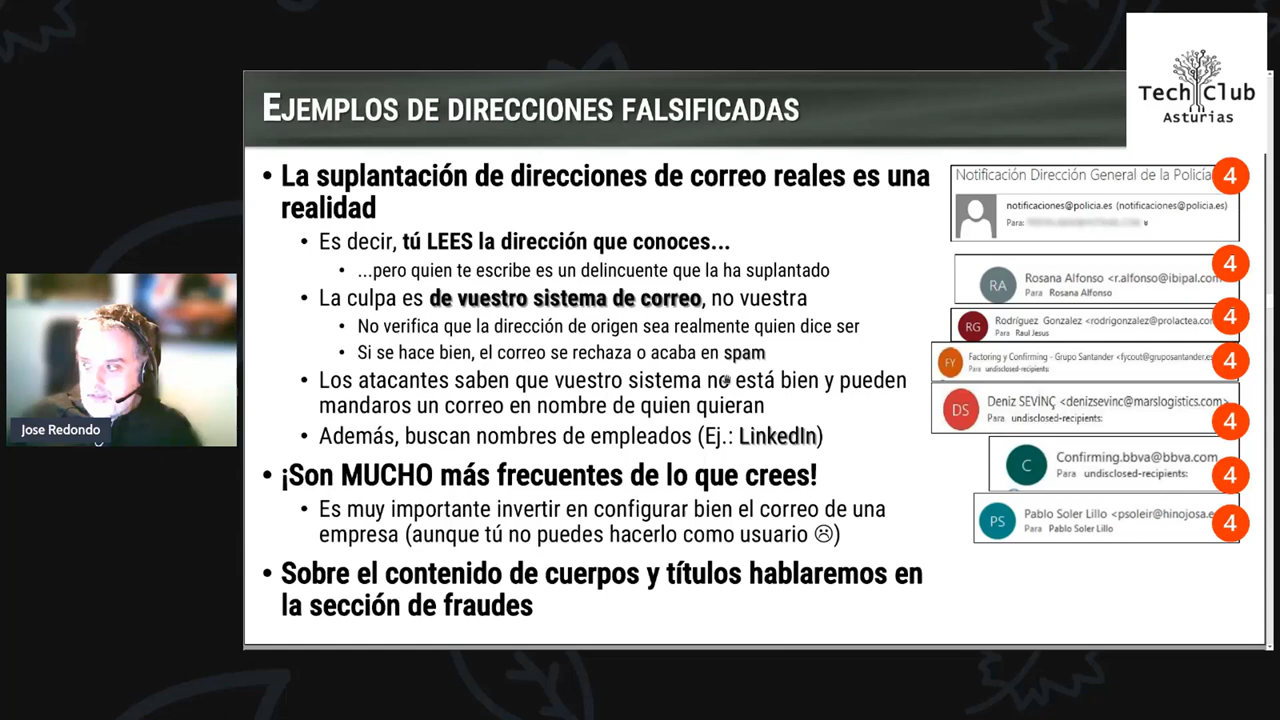 Tech Club
Asturias
EJEMPLOS DE DIRECCIONES FALSIFICADAS
• La suplantación de direcciones de correo reales es una
realidad
• Es decir, tú LEES la dirección que conoces...
• ...pero quien te escribe es un delincuente que la ha suplantado
• La culpa es de vuestro sistema de correo, no vuestra
• No verifica que la dirección de origen sea realmente quien dice ser
• Si se hace bien, el correo se rechaza o acaba en spam
• Los atacantes saben que vuestro sistema no está bien y pueden
mandaros un correo en nombre de quien quieran
• Además, buscan nombres de empleados (Ej.: LinkedIn)
• ¡Son MUCHO más frecuentes de lo que crees!
• Es muy importante invertir en configurar bien el correo de una
empresa (aunque tú no puedes hacerlo como usuario ☹)
• Sobre el contenido de cuerpos y títulos hablaremos en
la sección de fraudes
Notificación Dirección General de la Policía
4
notificaciones@policia.es (notificaciones@policia.es)
Para:
RA
Rosana Alfonso <r.alfonso@ibipal.com>
Para Rosana Alfonso
4
RG
Rodríguez Gonzalez <rodrigonzalez@prolactea.com
Para Raul Jesus
4
FY
Factoring y Confirming - Grupo Santander <fycout@gruposantander.es
Para undisclosed-recipients:
4
DS
Deniz SEVİNÇ <denizsevinc@marslogistics.com>
Para undisclosed-recipients:
4
C
Confirming.bbva@bbva.com
Para undisclosed-recipients:
4
PS
Pablo Soler Lillo <psoleir@hinojosa.e
Para Pablo Soler Lillo
4
Jose Redondo